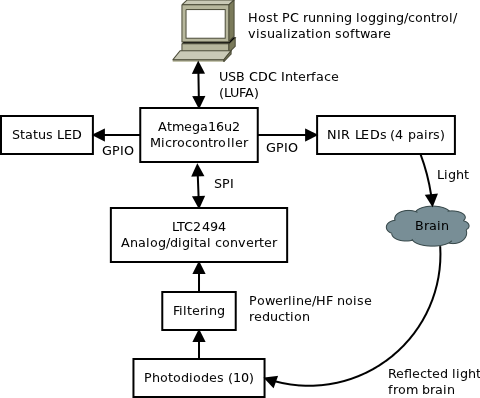 Host PC running logging/control/
visualization software
USB CDC Interface
(LUFA)
Status LED
GPIO
Atmega16u2
Microcontroller
GPIO
NIR LEDs (4 pairs)
SPI
Light
LTC2494
Analog/digital converter
Brain
Filtering
Powerline/HF noise
reduction
Photodiodes (10)
Reflected light
from brain